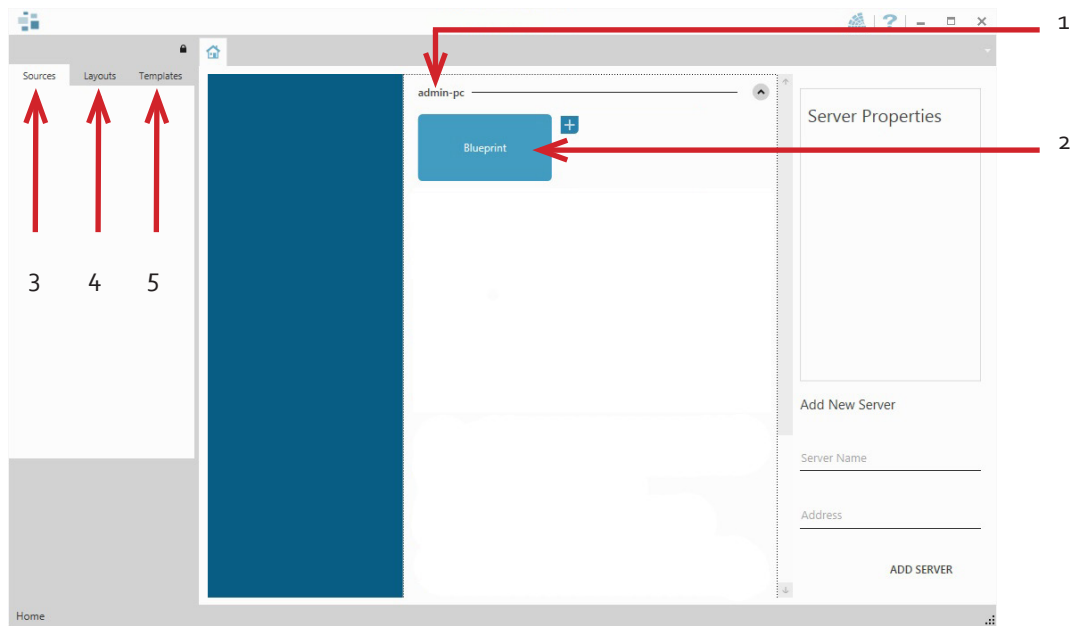 ?
1
Sources Layouts Templates
admin-pc
Server Properties
Blueprint
2
3 4 5
Add New Server
Server Name
Address
ADD SERVER
Home